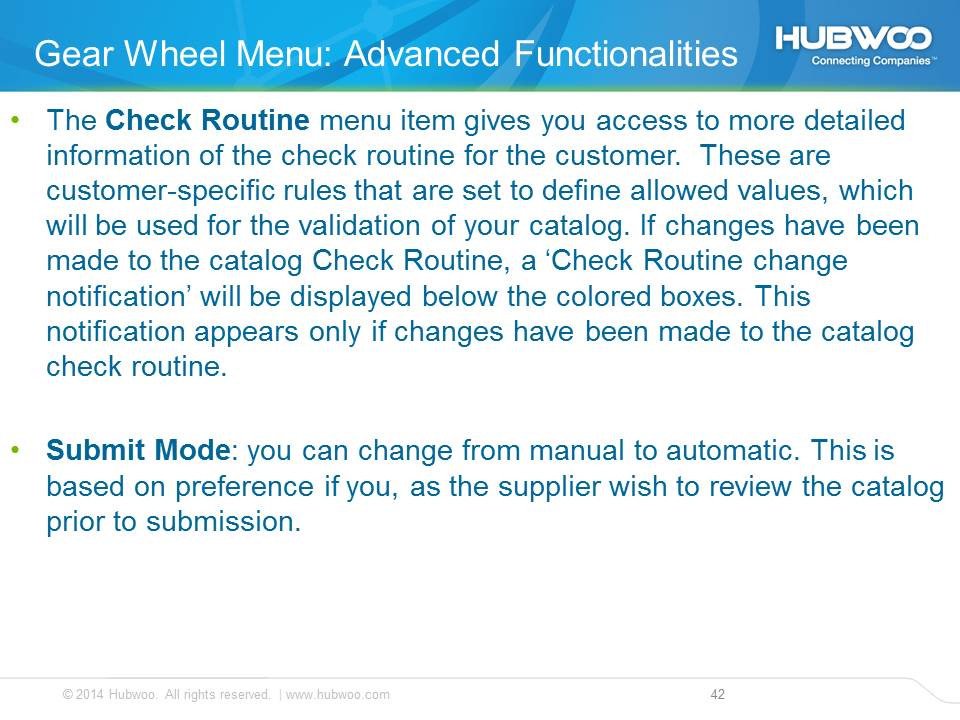 Gear Wheel Menu: Advanced Functionalities
HUBWOO
Connecting Companies™
• The Check Routine menu item gives you access to more detailed
information of the check routine for the customer.  These are
customer-specific rules that are set to define allowed values, which
will be used for the validation of your catalog. If changes have been
made to the catalog Check Routine, a ‘Check Routine change
notification’ will be displayed below the colored boxes. This
notification appears only if changes have been made to the catalog
check routine.
• Submit Mode: you can change from manual to automatic. This is
based on preference if you, as the supplier wish to review the catalog
prior to submission.
© 2014 Hubwoo. All rights reserved. | www.hubwoo.com 42